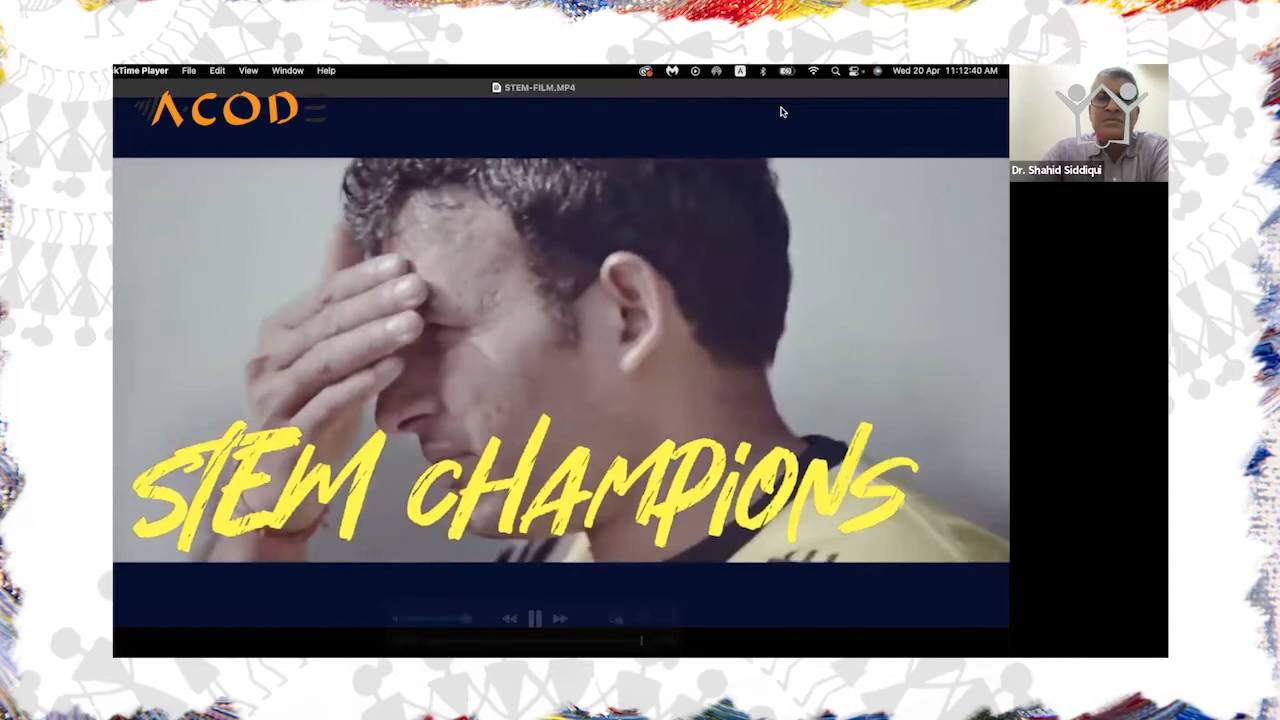 kTime Player File Edit View Window Help A Wed 20 Apr 11:12:40 AM
STEM-FILM.MP4
ACOD
Dr. Shahid Siddiqui
STEM CHAMPIONS